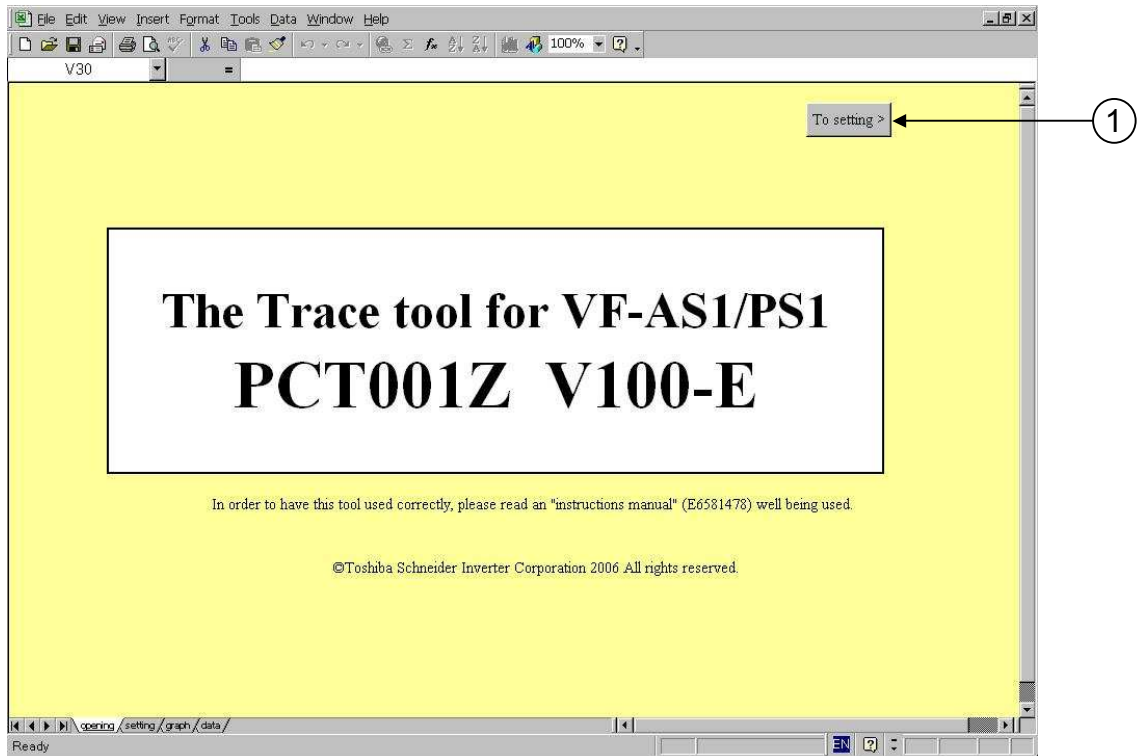 File Edit View Insert Format Tools Data Window Help
100%
V30 =
To setting >
1
The Trace tool for VF-AS1/PS1
PCT001Z V100-E
In order to have this tool used correctly, please read an "instructions manual" (E6581478) well being used.
©Toshiba Schneider Inverter Corporation 2006 All rights reserved.
opening / setting / graph / data /
Ready
EN